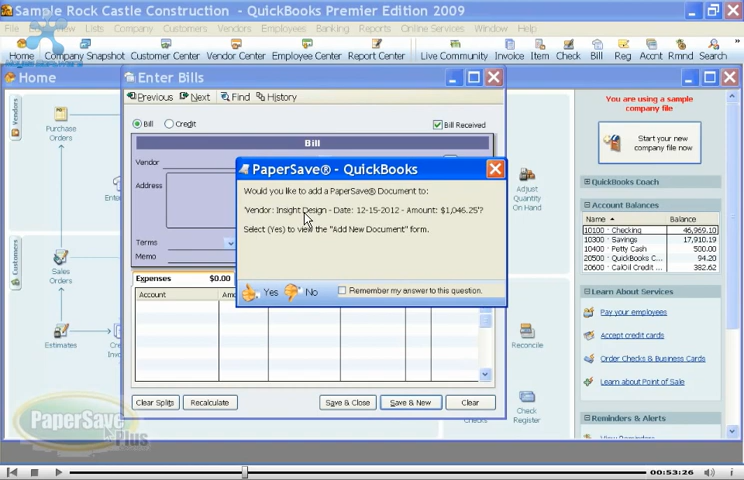 Sample Rock Castle Construction - QuickBooks Premier Edition 2009
View Lists Company Customers Vendors Employees Banking Reports Online Services Window Help
Home Company Snapshot Customer Center Vendor Center Employee Center Report Center Live Community Invoice Item Check Bill Reg Accnt Rmnd Search
Home
Enter Bills
Previous Next Find History
Bill Credit Bill Received
Bill
Vendor
Address
Terms
Memo
Expenses $0.00
Account
Clear Splits Recalculate Save & Close Save & New Clear
PaperSave® - QuickBooks
Would you like to add a PaperSave® Document to:
'Vendor: Insight Design - Date: 12-15-2012 - Amount: $1,046.25'?
Select (Yes) to view the "Add New Document" form.
Yes No Remember my answer to this question.
Vendors
Purchase
Orders
Customers
Sales
Orders
Estimates
Adjust
Quantity
On Hand
Reconcile
Check
Register
You are using a sample
company file
Start your new
company file now
QuickBooks Coach
Account Balances
Name Balance
10100 · Checking 46,969.10
10300 · Savings 17,910.19
10400 · Petty Cash 500.00
20500 · QuickBooks C... 94.20
20600 · CalOil Credit ... 382.62
Learn About Services
Pay your employees
Accept credit cards
Order Checks & Business Cards
Learn about Point of Sale
Reminders & Alerts
PaperSave
Plus
00:53:26